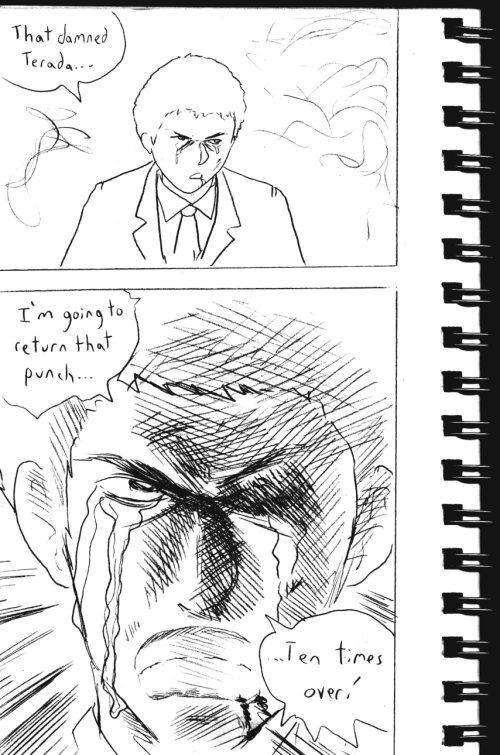 That damned
Terada...
I'm going to
return that
punch...
...Ten times
over!